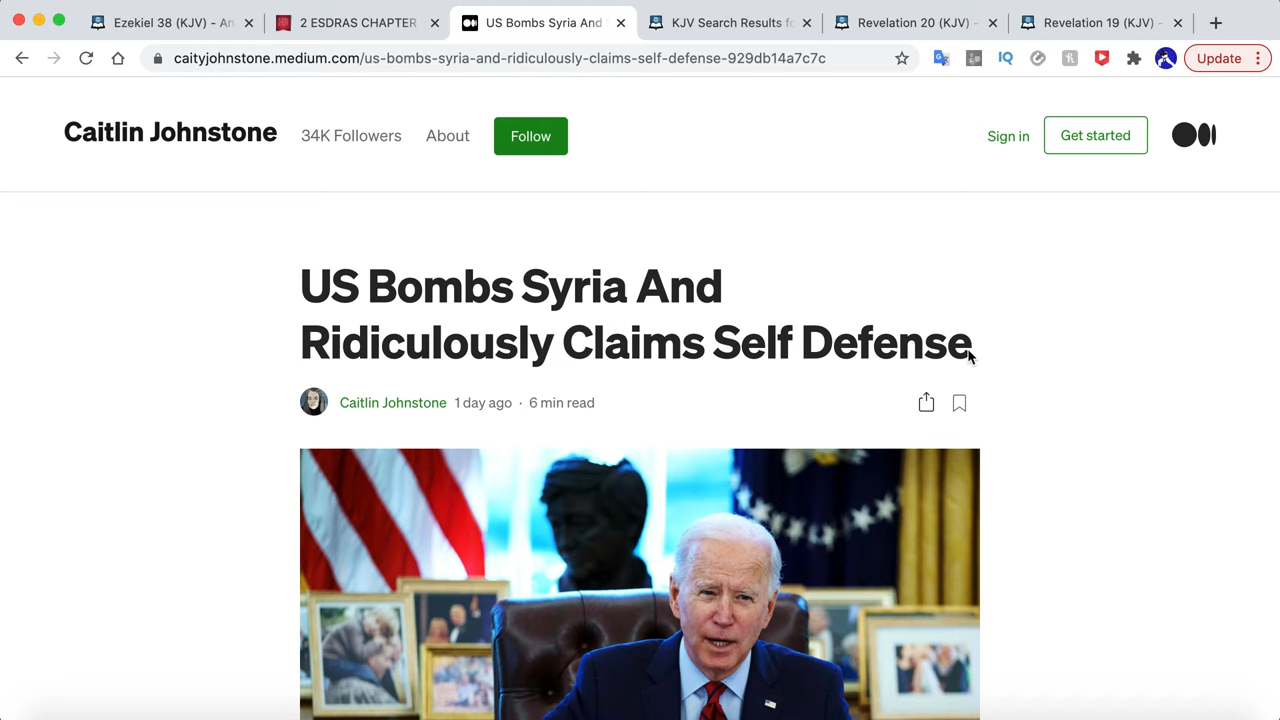 Ezekiel 38 (KJV) - An
2 ESDRAS CHAPTER
US Bombs Syria And
KJV Search Results fo
Revelation 20 (KJV) -
Revelation 19 (KJV) -
caityjohnstone.medium.com/us-bombs-syria-and-ridiculously-claims-self-defense-929db14a7c7c
IQ
Update
Caitlin Johnstone
34K Followers
About
Follow
Sign in
Get started
US Bombs Syria And
Ridiculously Claims Self Defense
Caitlin Johnstone 1 day ago · 6 min read